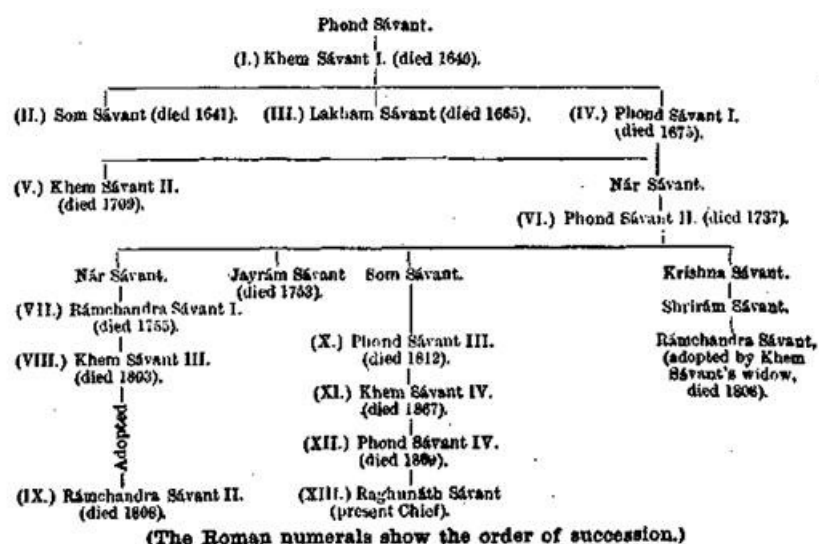 Phond Sávant.
(I.) Khem Sávant I. (died 1640).
(II.) Som Sávant (died 1641). (III.) Lakham Sávant (died 1665). (IV.) Phond Sávant I.
(died 1675).
(V.) Khem Sávant II. Nár Sávant.
(died 1709).
(VI.) Phond Sávant II. (died 1737).
Nár Sávant. Jayrám Sávant Som Sávant. Krishna Sávant.
(died 1753)
(VII.) Rámchandra Sávant I. Shrirám Sávant.
(died 1755).
(X.) Phond Sávant III. Rámchandra Sávant,
(VIII.) Khem Sávant III. (died 1812). (adopted by Khem
(died 1803). Sávant's widow,
(XI.) Khem Sávant IV. died 1808).
(died 1867).
Adopted
(XII.) Phond Sávant IV.
(died 1869).
(IX.) Rámchandra Sávant II. (XIII.) Raghunáth Sávant
(died 1808). (present Chief).
(The Roman numerals show the order of succession.)